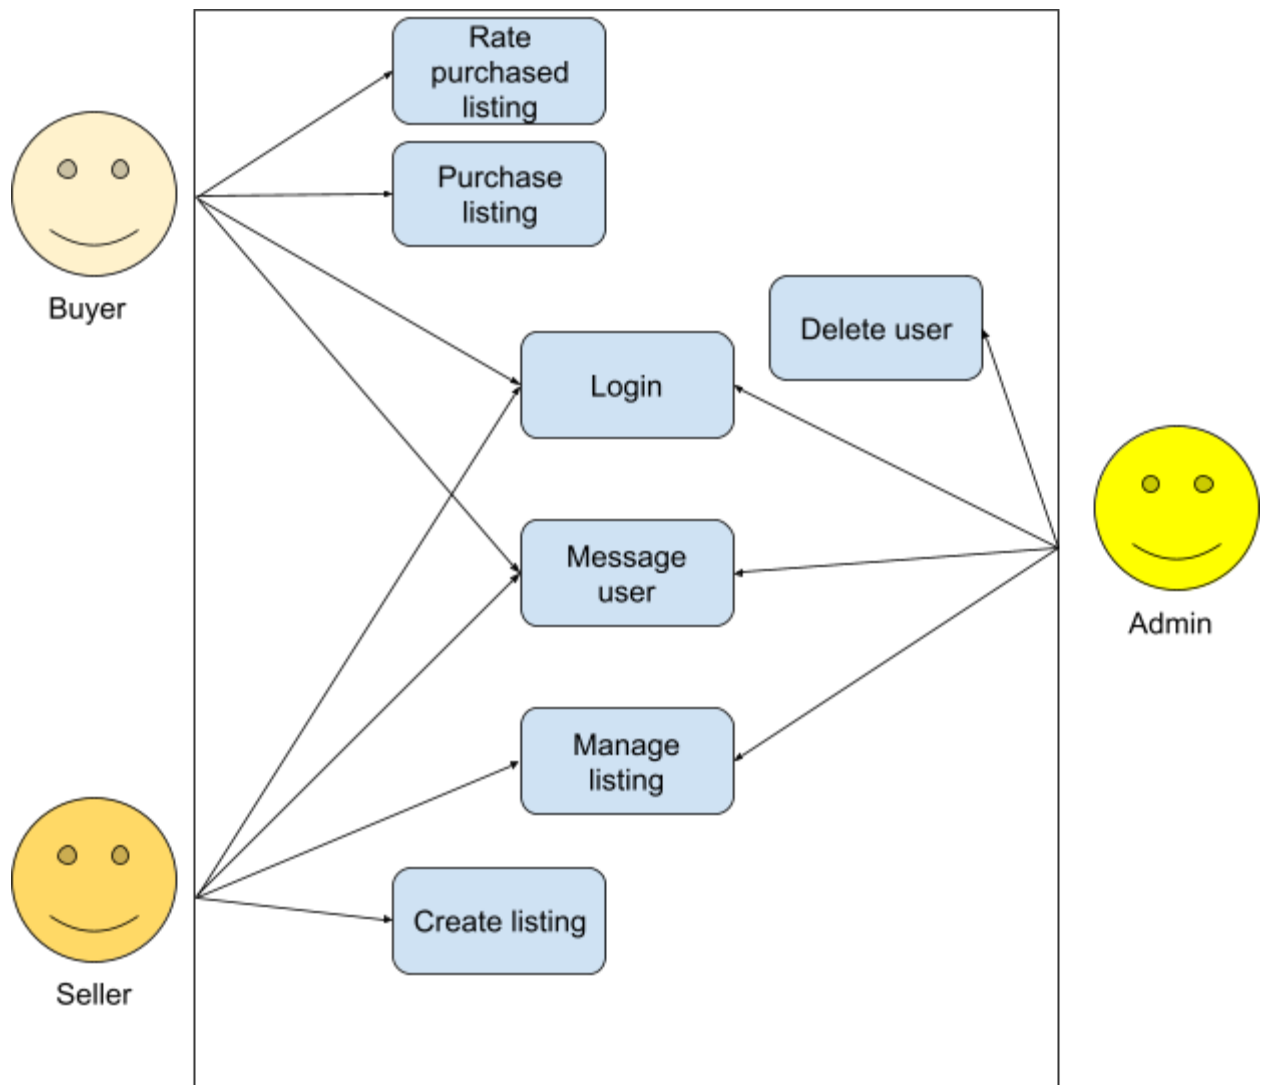 Rate
purchased
listing
Purchase
listing
Buyer
Delete user
Login
Message
user
Admin
Manage
listing
Create listing
Seller